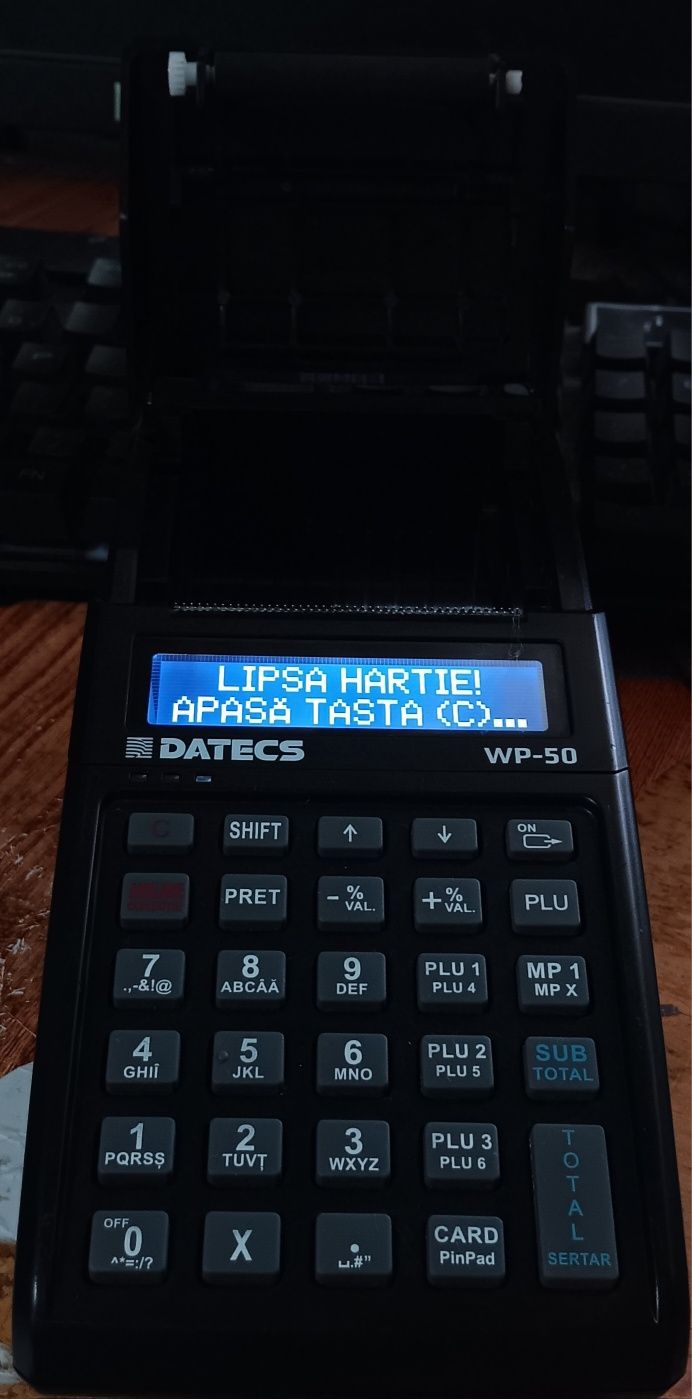 LIPSA HARTIE!
APASĂ TASTA (C)...
DATECS WP-50
C SHIFT ↑ ↓ ON
PRET -% VAL. +% VAL. PLU
7 8 9 PLU 1 MP 1
.,-&!@ ABCÂĂ DEF PLU 4 MP X
4 5 6 PLU 2 SUB
GHIÎ JKL MNO PLU 5 TOTAL
1 2 3 PLU 3 TOTAL
PQRSȘ TUVȚ WXYZ PLU 6
OFF 0 X . CARD SERTAR
^*=:/? ⎵.#" PinPad
FN